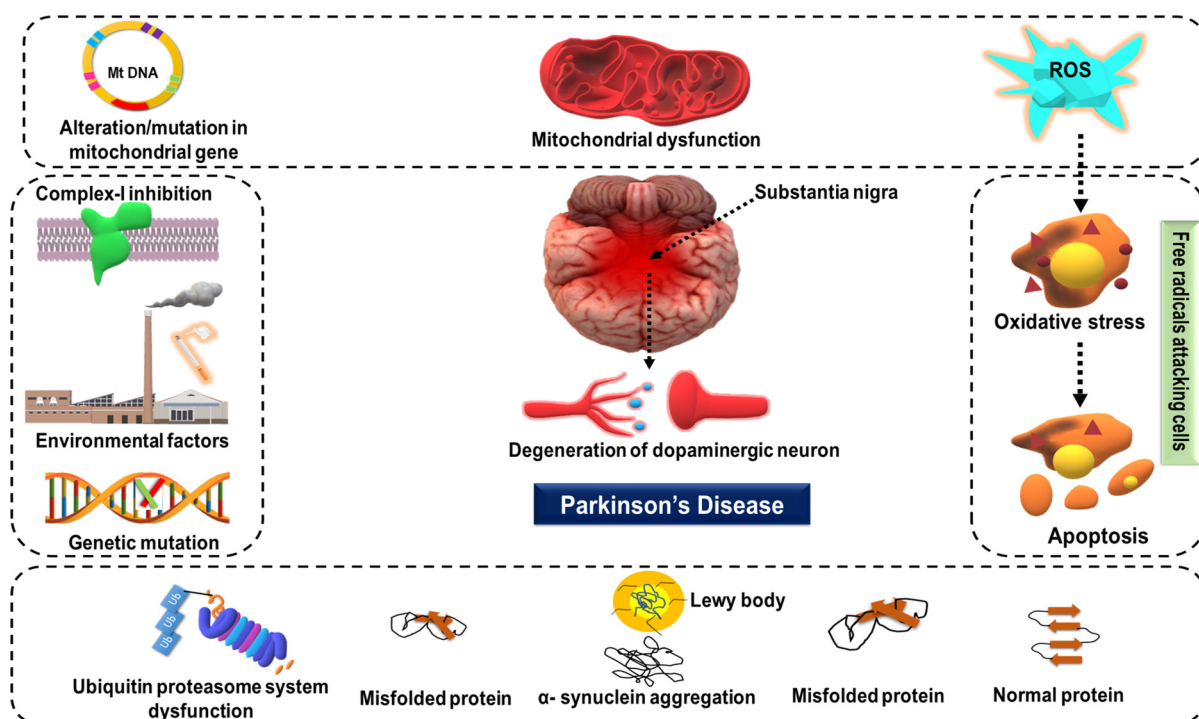 Mt DNA
Alteration/mutation in
mitochondrial gene
Mitochondrial dysfunction
ROS
Complex-I inhibition
Environmental factors
Genetic mutation
Substantia nigra
Degeneration of dopaminergic neuron
Parkinson's Disease
Oxidative stress
Free radicals attacking cells
Apoptosis
Ub
Ub
Ub
Ubiquitin proteasome system
dysfunction
Misfolded protein
Lewy body
α- synuclein aggregation
Misfolded protein
Normal protein